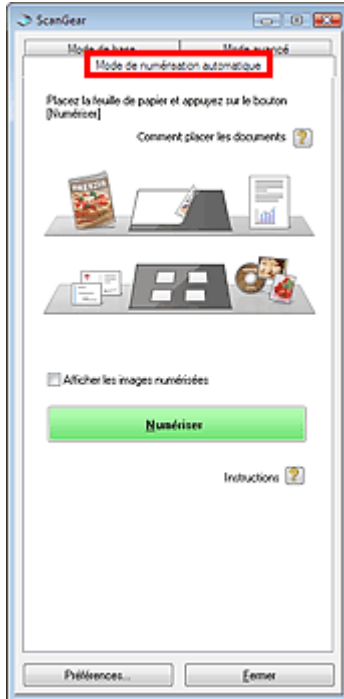 ScanGear
Mode de base
Mode avancé
Mode de numérisation automatique
Placez la feuille de papier et appuyez sur le bouton
[Numériser]
Comment placer les documents
Afficher les images numérisées
Numériser
Instructions
Préférences...
Fermer